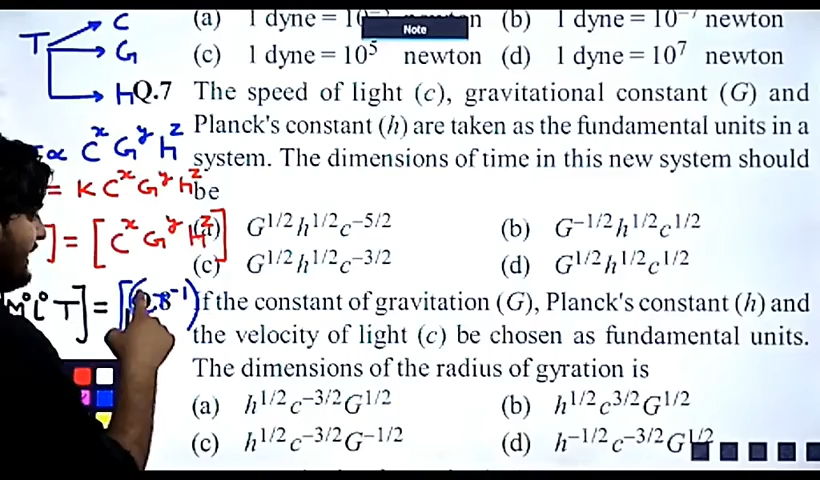 (a) 1 dyne = 10 n (b) 1 dyne = 10⁻⁷ newton
Note
(c) 1 dyne = 10⁵ newton (d) 1 dyne = 10⁷ newton
T C
G
h
Q.7 The speed of light (c), gravitational constant (G) and
Planck's constant (h) are taken as the fundamental units in a
system. The dimensions of time in this new system should
be
∝ Cˣ Gʸ hᶻ
= K Cˣ Gʸ hᶻ
] = [Cˣ Gʸ hᶻ]
(a) G^{1/2} h^{1/2} c^{-5/2} (b) G^{-1/2} h^{1/2} c^{1/2}
(c) G^{1/2} h^{1/2} c^{-3/2} (d) G^{1/2} h^{1/2} c^{1/2}
M⁰ L⁰ T] = [( ⁻¹)
If the constant of gravitation (G), Planck's constant (h) and
the velocity of light (c) be chosen as fundamental units.
The dimensions of the radius of gyration is
(a) h^{1/2} c^{-3/2} G^{1/2} (b) h^{1/2} c^{3/2} G^{1/2}
(c) h^{1/2} c^{-3/2} G^{-1/2} (d) h^{-1/2} c^{-3/2} G^{1/2}